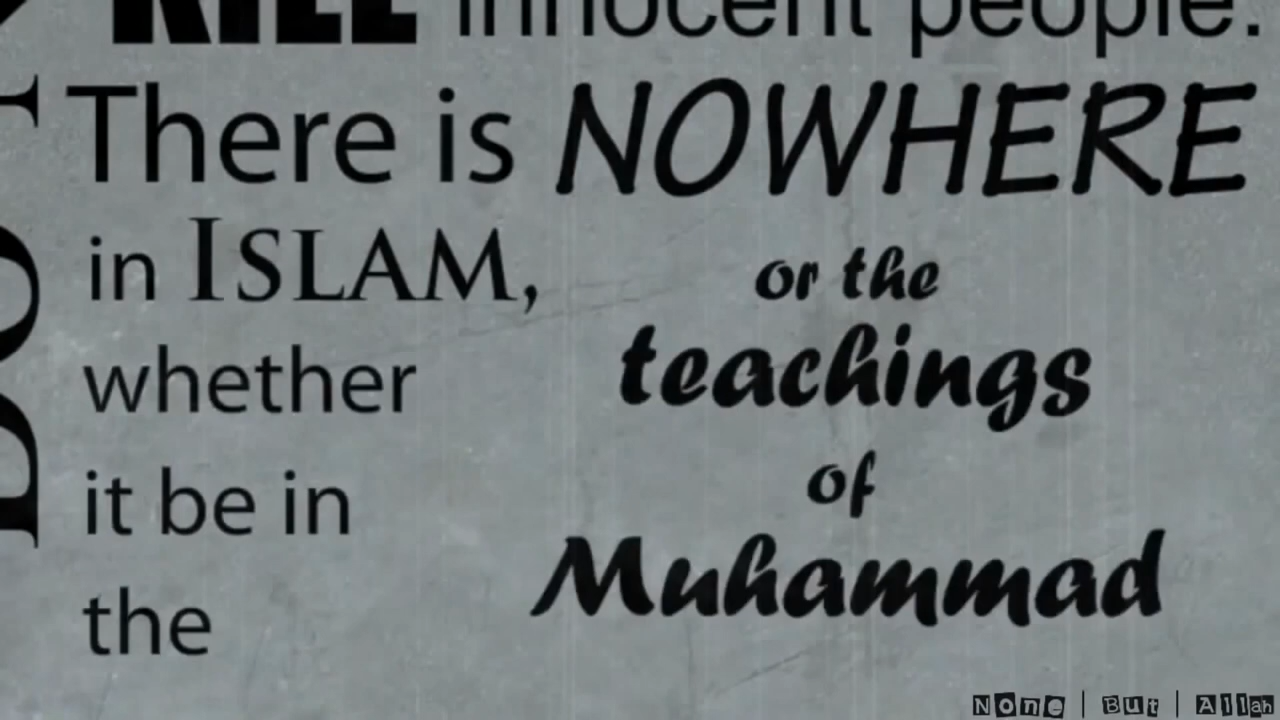 KILL innocent people.
There is NOWHERE
in ISLAM,
whether
it be in
the
or the
teachings
of
Muhammad
None | But | Allah